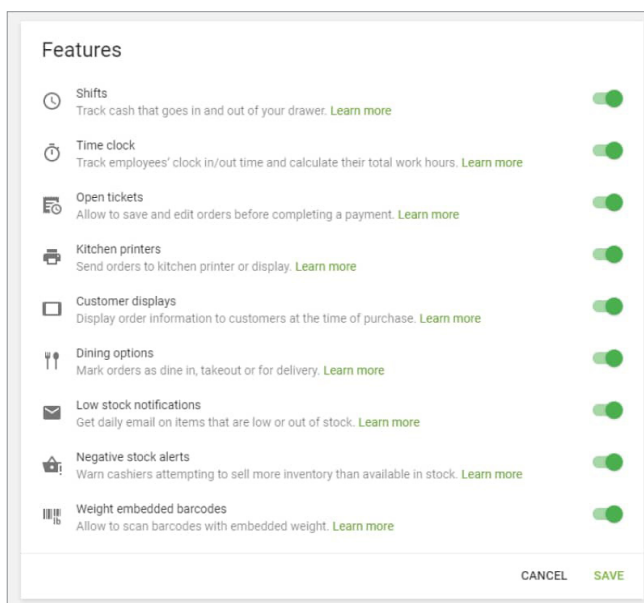 Features
Shifts
Track cash that goes in and out of your drawer. Learn more
Time clock
Track employees' clock in/out time and calculate their total work hours. Learn more
Open tickets
Allow to save and edit orders before completing a payment. Learn more
Kitchen printers
Send orders to kitchen printer or display. Learn more
Customer displays
Display order information to customers at the time of purchase. Learn more
Dining options
Mark orders as dine in, takeout or for delivery. Learn more
Low stock notifications
Get daily email on items that are low or out of stock. Learn more
Negative stock alerts
Warn cashiers attempting to sell more inventory than available in stock. Learn more
lb
Weight embedded barcodes
Allow to scan barcodes with embedded weight. Learn more
CANCEL SAVE